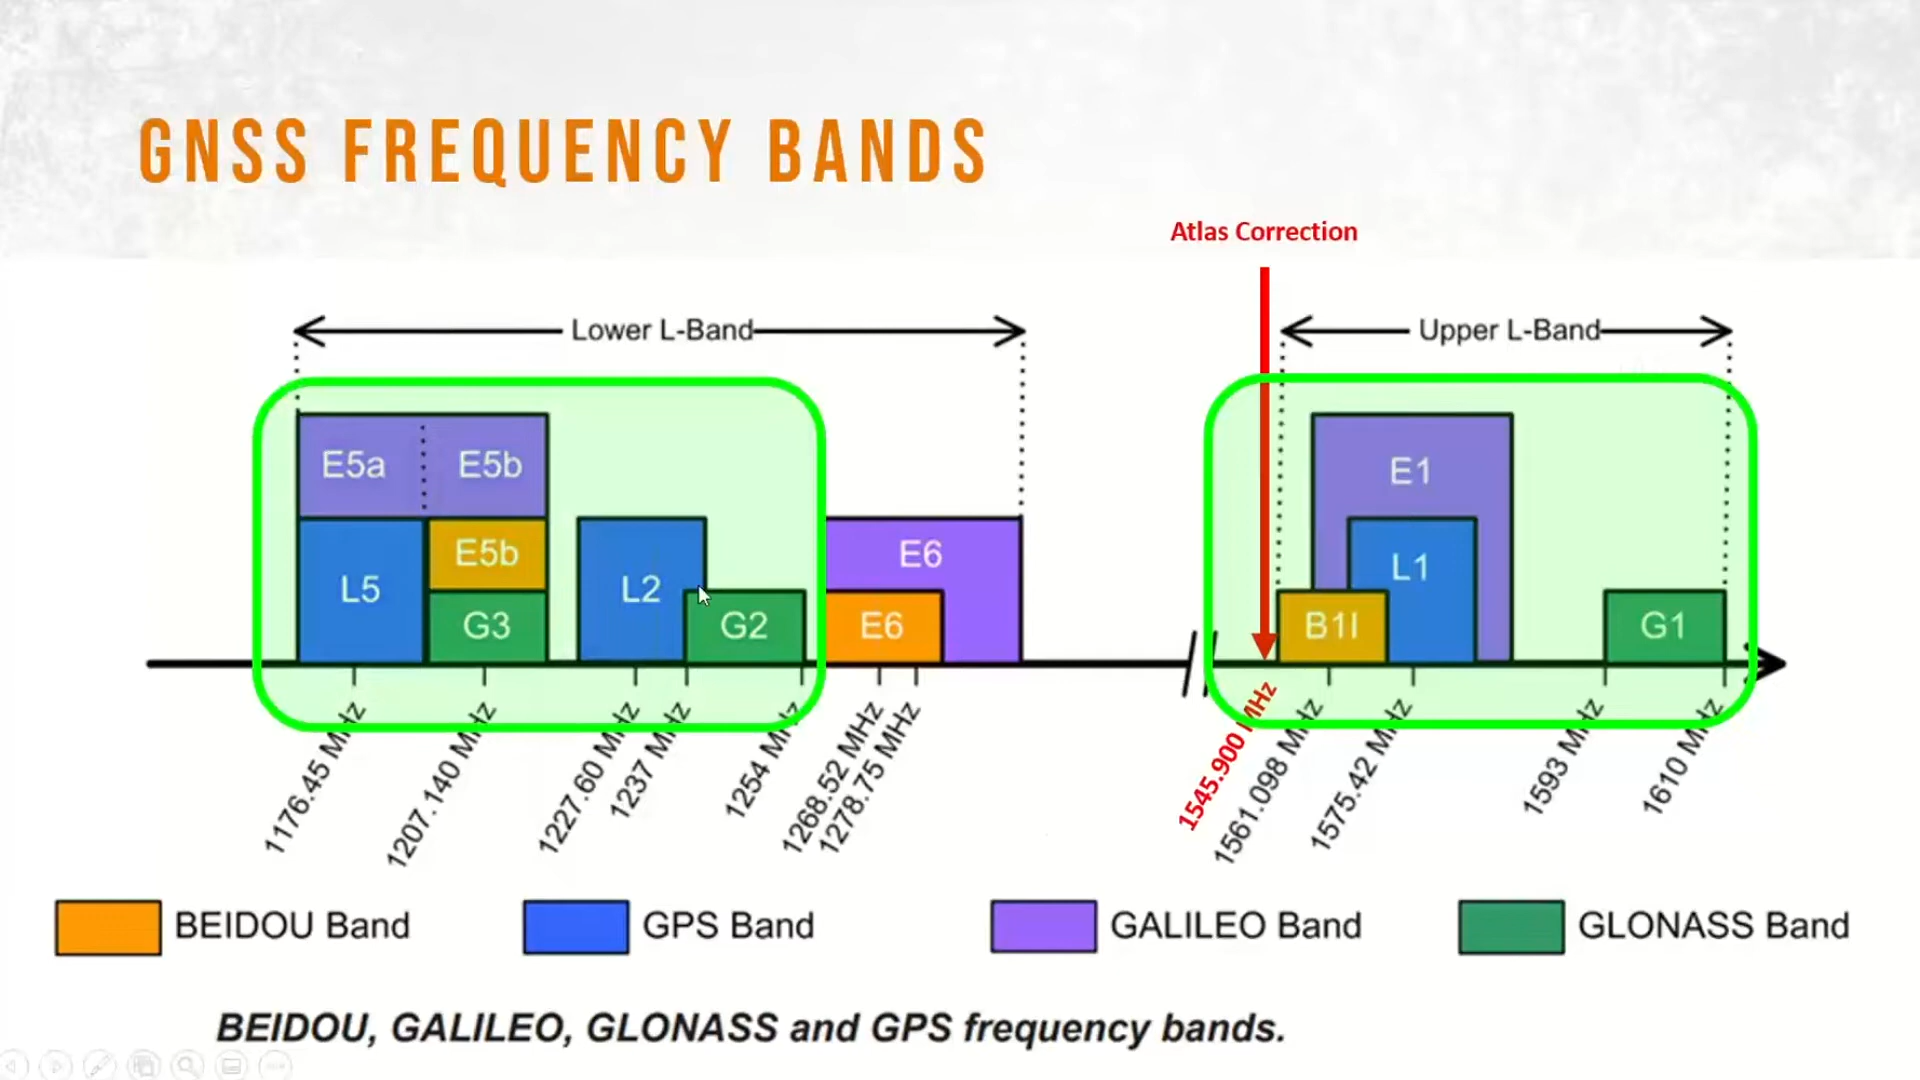 GNSS FREQUENCY BANDS
Atlas Correction
Lower L-Band
Upper L-Band
E5a
E5b
E1
L5
E5b
G3
L2
G2
E6
E6
B1I
L1
G1
1176.45 MHz
1207.140 MHz
1227.60 MHz
1237 MHz
1254 MHz
1268.52 MHz
1278.75 MHz
1545.900 MHz
1561.098 MHz
1575.42 MHz
1593 MHz
1610 MHz
BEIDOU Band
GPS Band
GALILEO Band
GLONASS Band
BEIDOU, GALILEO, GLONASS and GPS frequency bands.